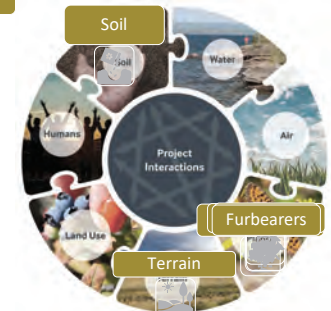 Soil
Soil
Water
Humans
Air
Project
Interactions
Land Use
Furbearers
Terrain